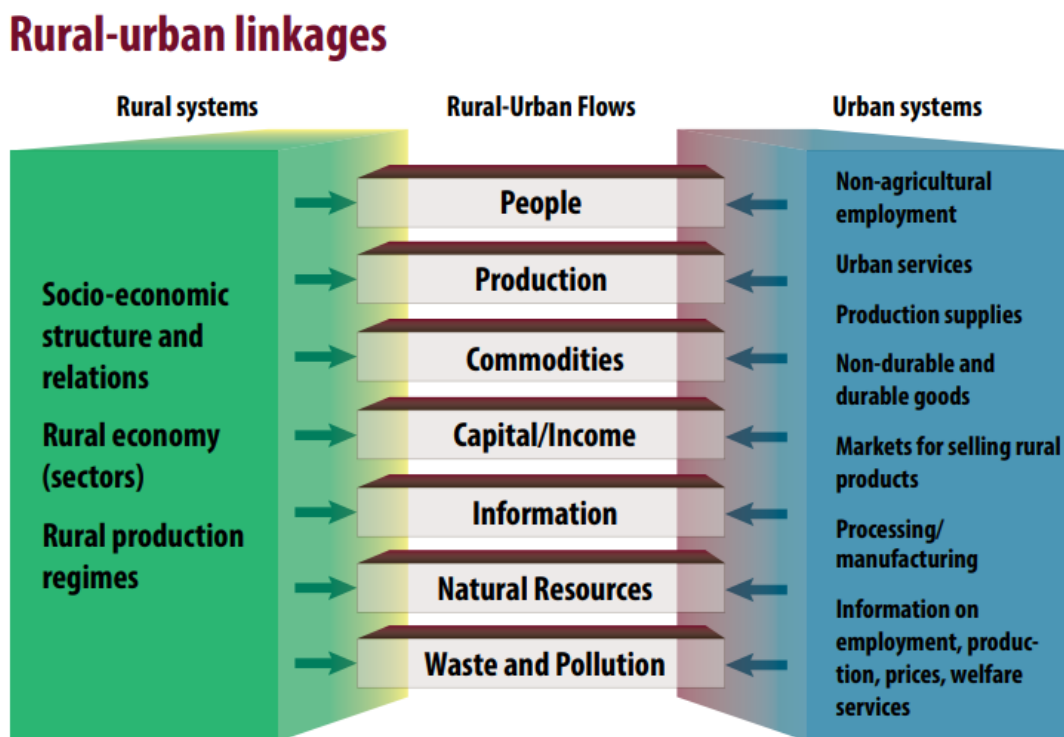 Rural-urban linkages
Rural systems
Rural-Urban Flows
Urban systems
Socio-economic
structure and
relations
Rural economy
(sectors)
Rural production
regimes
People
Production
Commodities
Capital/Income
Information
Natural Resources
Waste and Pollution
Non-agricultural
employment
Urban services
Production supplies
Non-durable and
durable goods
Markets for selling rural
products
Processing/
manufacturing
Information on
employment, produc-
tion, prices, welfare
services